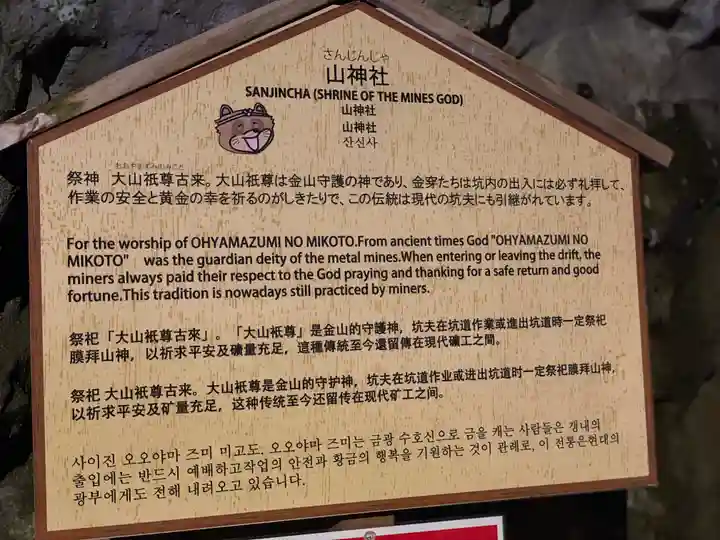 さんじんじゃ
山神社
SANJINCHA (SHRINE OF THE MINES GOD)
山神社
山神社
산신사
おおやまずみのみこと
祭神　大山祇尊古来。大山祇尊は金山守護の神であり、金穿たちは坑内の出入には必ず礼拝して、
作業の安全と黄金の幸を祈るのがしきたりで、この伝統は現代の坑夫にも引継がれています。
For the worship of OHYAMAZUMI NO MIKOTO.From ancient times God "OHYAMAZUMI NO
MIKOTO"　was the guardian deity of the metal mines.When entering or leaving the drift, the
miners always paid their respect to the God praying and thanking for a safe return and good
fortune.This tradition is nowadays still practiced by miners.
祭祀「大山祇尊古來」。「大山祇尊」是金山的守護神，坑夫在坑道作業或進出坑道時一定祭祀
膜拜山神，以祈求平安及礦量充足，這種傳統至今還留傳在現代礦工之間。
祭祀 大山祇尊古来。大山祇尊是金山的守护神，坑夫在坑道作业或进出坑道时一定祭祀膜拜山神，
以祈求平安及矿量充足，这种传统至今还留传在现代矿工之间。
사이진 오오야마 즈미 미고도. 오오야마 즈미는 금광 수호신으로 금을 캐는 사람들은 갱내의
출입에는 반드시 예배하고작업의 안전과 황금의 행복을 기원하는 것이 관례로, 이 전통은현대의
광부에게도 전해 내려오고 있습니다.